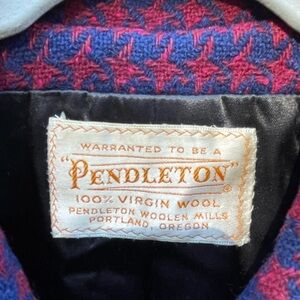 WARRANTED TO BE A
"PENDLETON"®
100% VIRGIN WOOL
PENDLETON WOOLEN MILLS
PORTLAND, OREGON